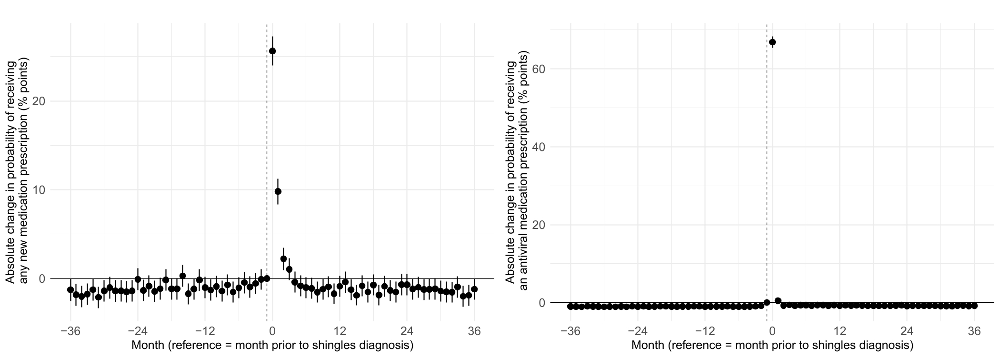 Absolute change in probability of receiving
any new medication prescription (% points)
20
10
0
−36 −24 −12 0 12 24 36
Month (reference = month prior to shingles diagnosis)
Absolute change in probability of receiving
an antiviral medication prescription (% points)
60
40
20
0
−36 −24 −12 0 12 24 36
Month (reference = month prior to shingles diagnosis)